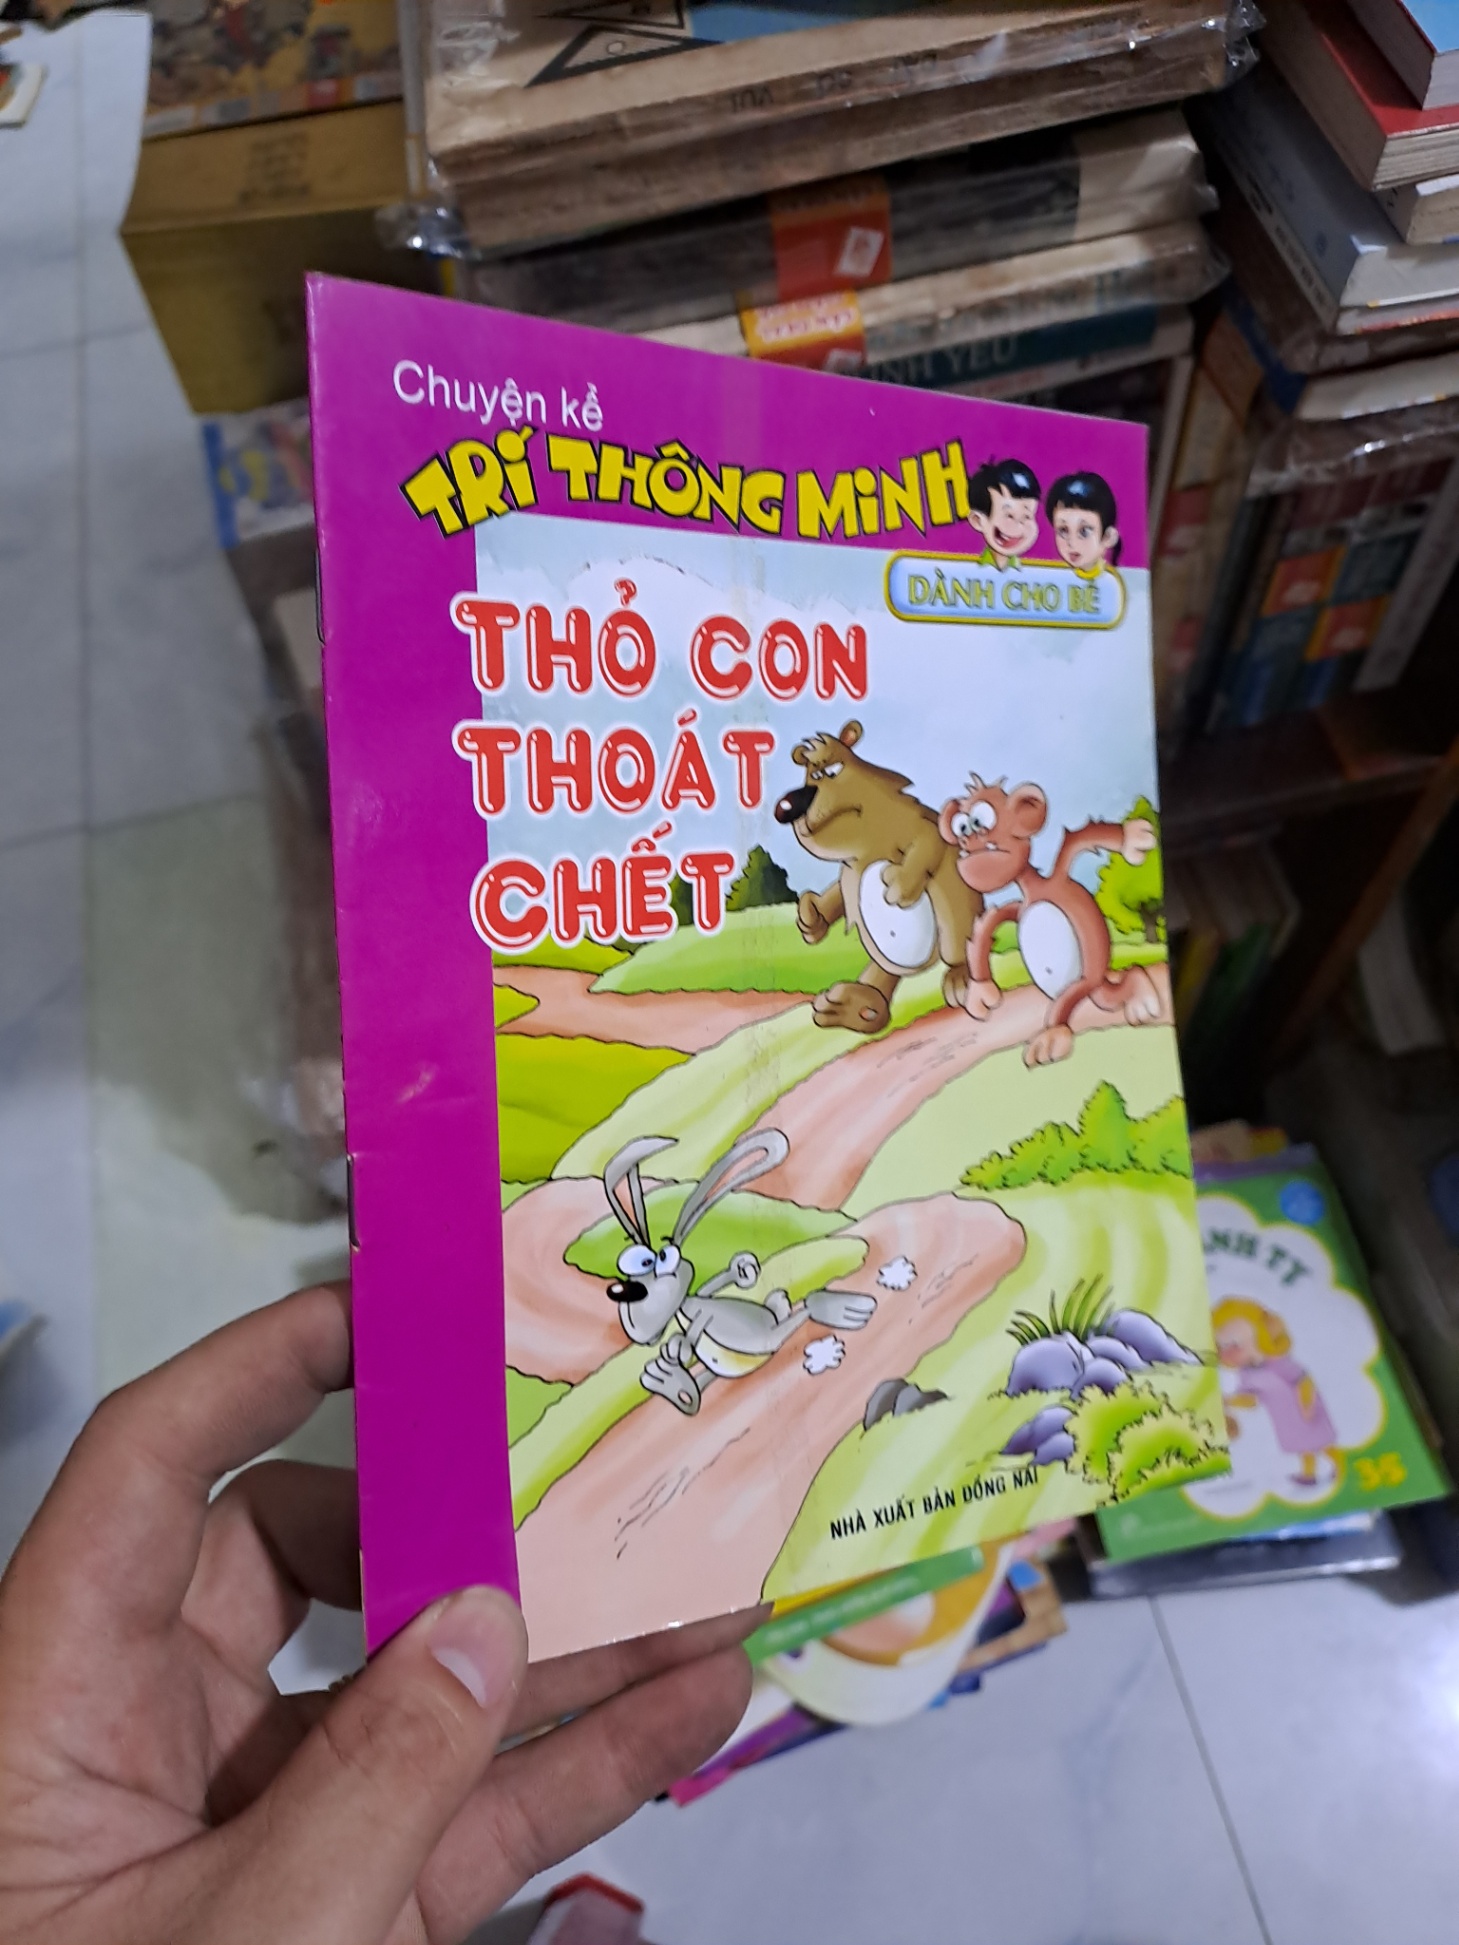 Chuyện kể
TRÍ THÔNG MINH
DÀNH CHO BÉ
THỎ CON
THOÁT
CHẾT
NHÀ XUẤT BẢN ĐỒNG NAI
35